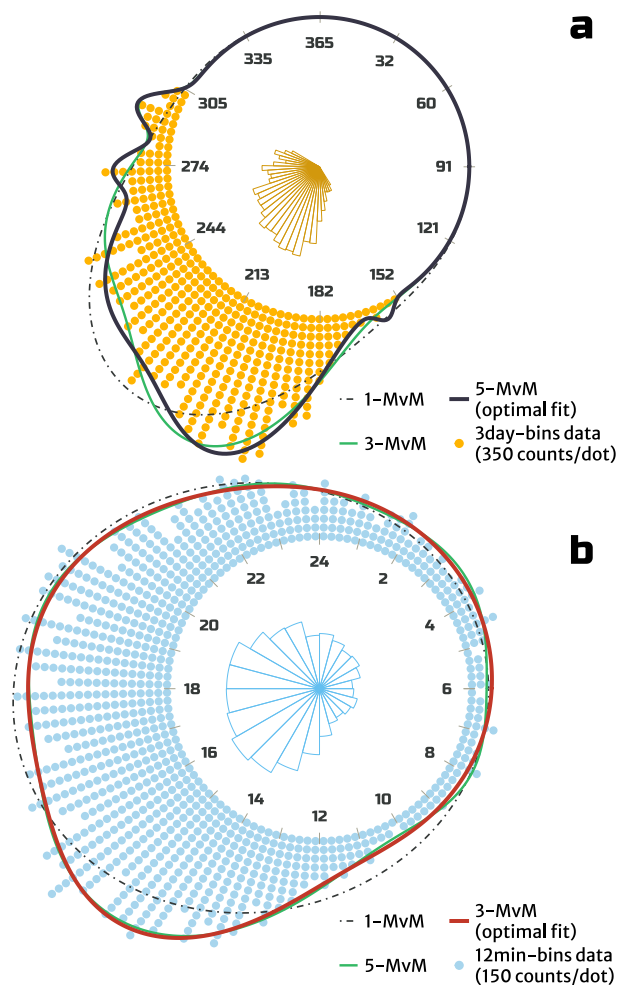 a
365
335
32
305
60
274
91
244
121
213
152
182
1-MvM
5-MvM
(optimal fit)
3-MvM
3day-bins data
(350 counts/dot)
b
24
22
2
20
4
18
6
16
8
14
10
12
1-MvM
3-MvM
(optimal fit)
5-MvM
12min-bins data
(150 counts/dot)